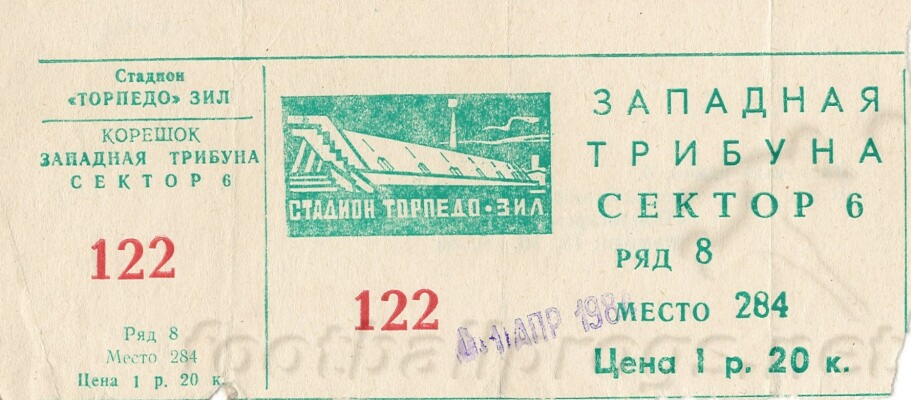 Стадион
«ТОРПЕДО» ЗИЛ
КОРЕШОК
ЗАПАДНАЯ ТРИБУНА
СЕКТОР 6
122
Ряд 8
Место 284
Цена 1 р. 20 к.
СТАДИОН ТОРПЕДО · ЗИЛ
122
АПР
ЗАПАДНАЯ
ТРИБУНА
СЕКТОР 6
РЯД 8
МЕСТО 284
Цена 1 р. 20 к.